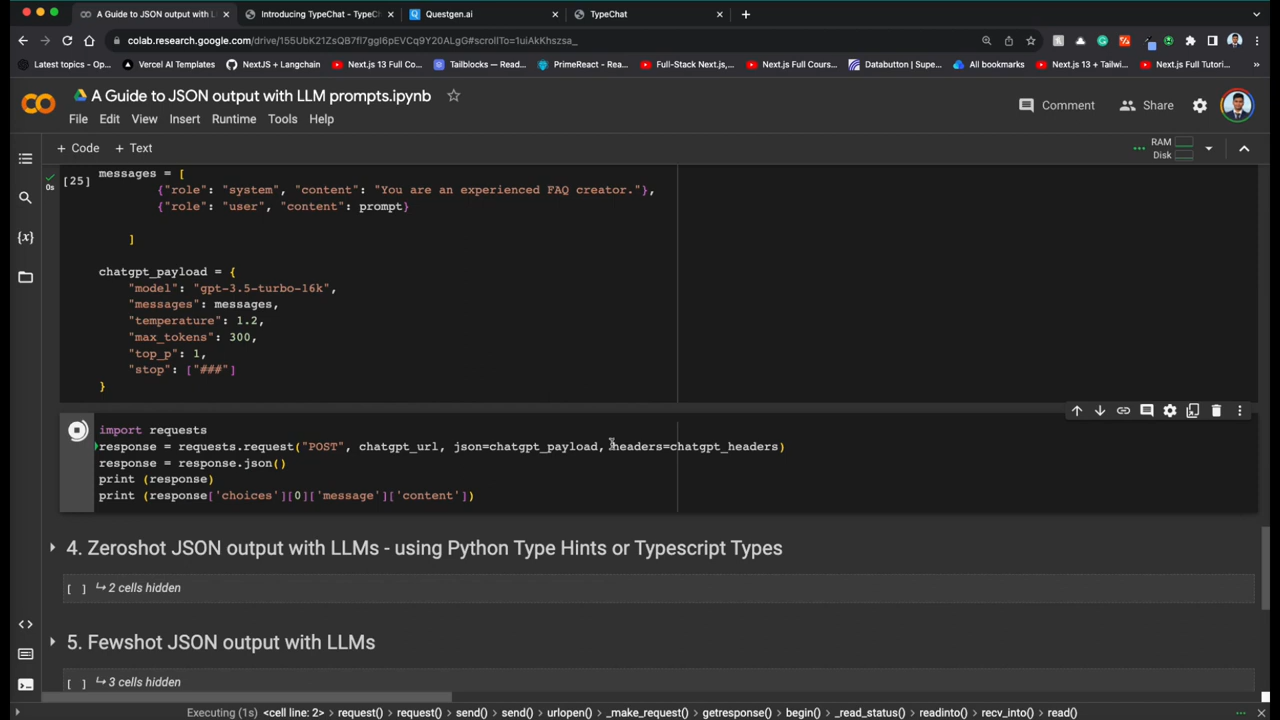 A Guide to JSON output with L
Introducing TypeChat - TypeC
Questgen.ai
TypeChat
colab.research.google.com/drive/155UbK21ZsQB7fl7ggI6pEVCq9Y20ALgG#scrollTo=1uiAkKhszsa_
Latest topics - Op...
Vercel AI Templates
NextJS + Langchain
Next.js 13 Full Co...
Tailblocks — Read...
PrimeReact - Rea...
Full-Stack Next.js,...
Next.js Full Cours...
Databutton | Supe...
All bookmarks
Next.js 13 + Tailw...
Next.js Full Tutori...
A Guide to JSON output with LLM prompts.ipynb
Comment
Share
File Edit View Insert Runtime Tools Help
+ Code + Text
RAM
Disk
[25]
0s
messages = [
{"role": "system", "content": "You are an experienced FAQ creator."},
{"role": "user", "content": prompt}
]
chatgpt_payload = {
"model": "gpt-3.5-turbo-16k",
"messages": messages,
"temperature": 1.2,
"max_tokens": 300,
"top_p": 1,
"stop": ["###"]
}
import requests
response = requests.request("POST", chatgpt_url, json=chatgpt_payload, headers=chatgpt_headers)
response = response.json()
print (response)
print (response['choices'][0]['message']['content'])
4. Zeroshot JSON output with LLMs - using Python Type Hints or Typescript Types
[ ] ↳ 2 cells hidden
5. Fewshot JSON output with LLMs
[ ] ↳ 3 cells hidden
Executing (1s) <cell line: 2> request() request() send() send() urlopen() _make_request() getresponse() begin() _read_status() readinto() recv_into() read()